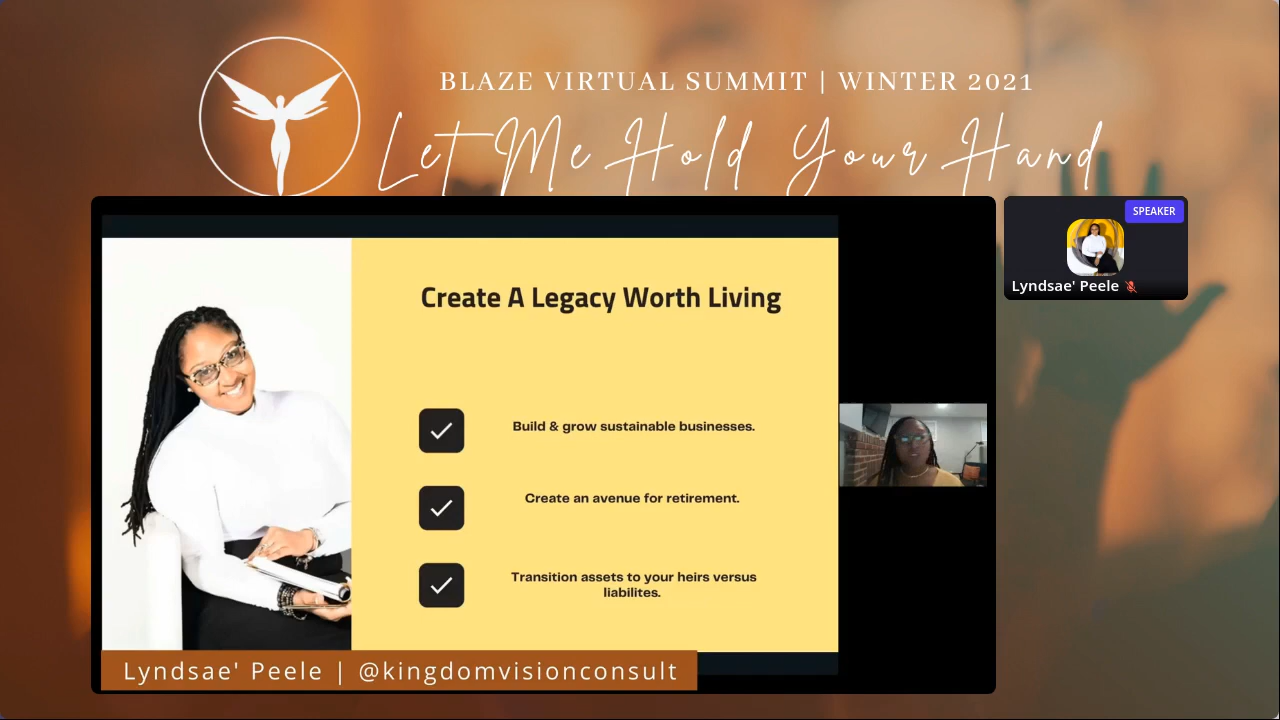 BLAZE VIRTUAL SUMMIT | WINTER 2021
Let Me Hold Your Hand
SPEAKER
Lyndsae' Peele
Create A Legacy Worth Living
Build & grow sustainable businesses.
Create an avenue for retirement.
Transition assets to your heirs versus
liabilites.
Lyndsae' Peele | @kingdomvisionconsult